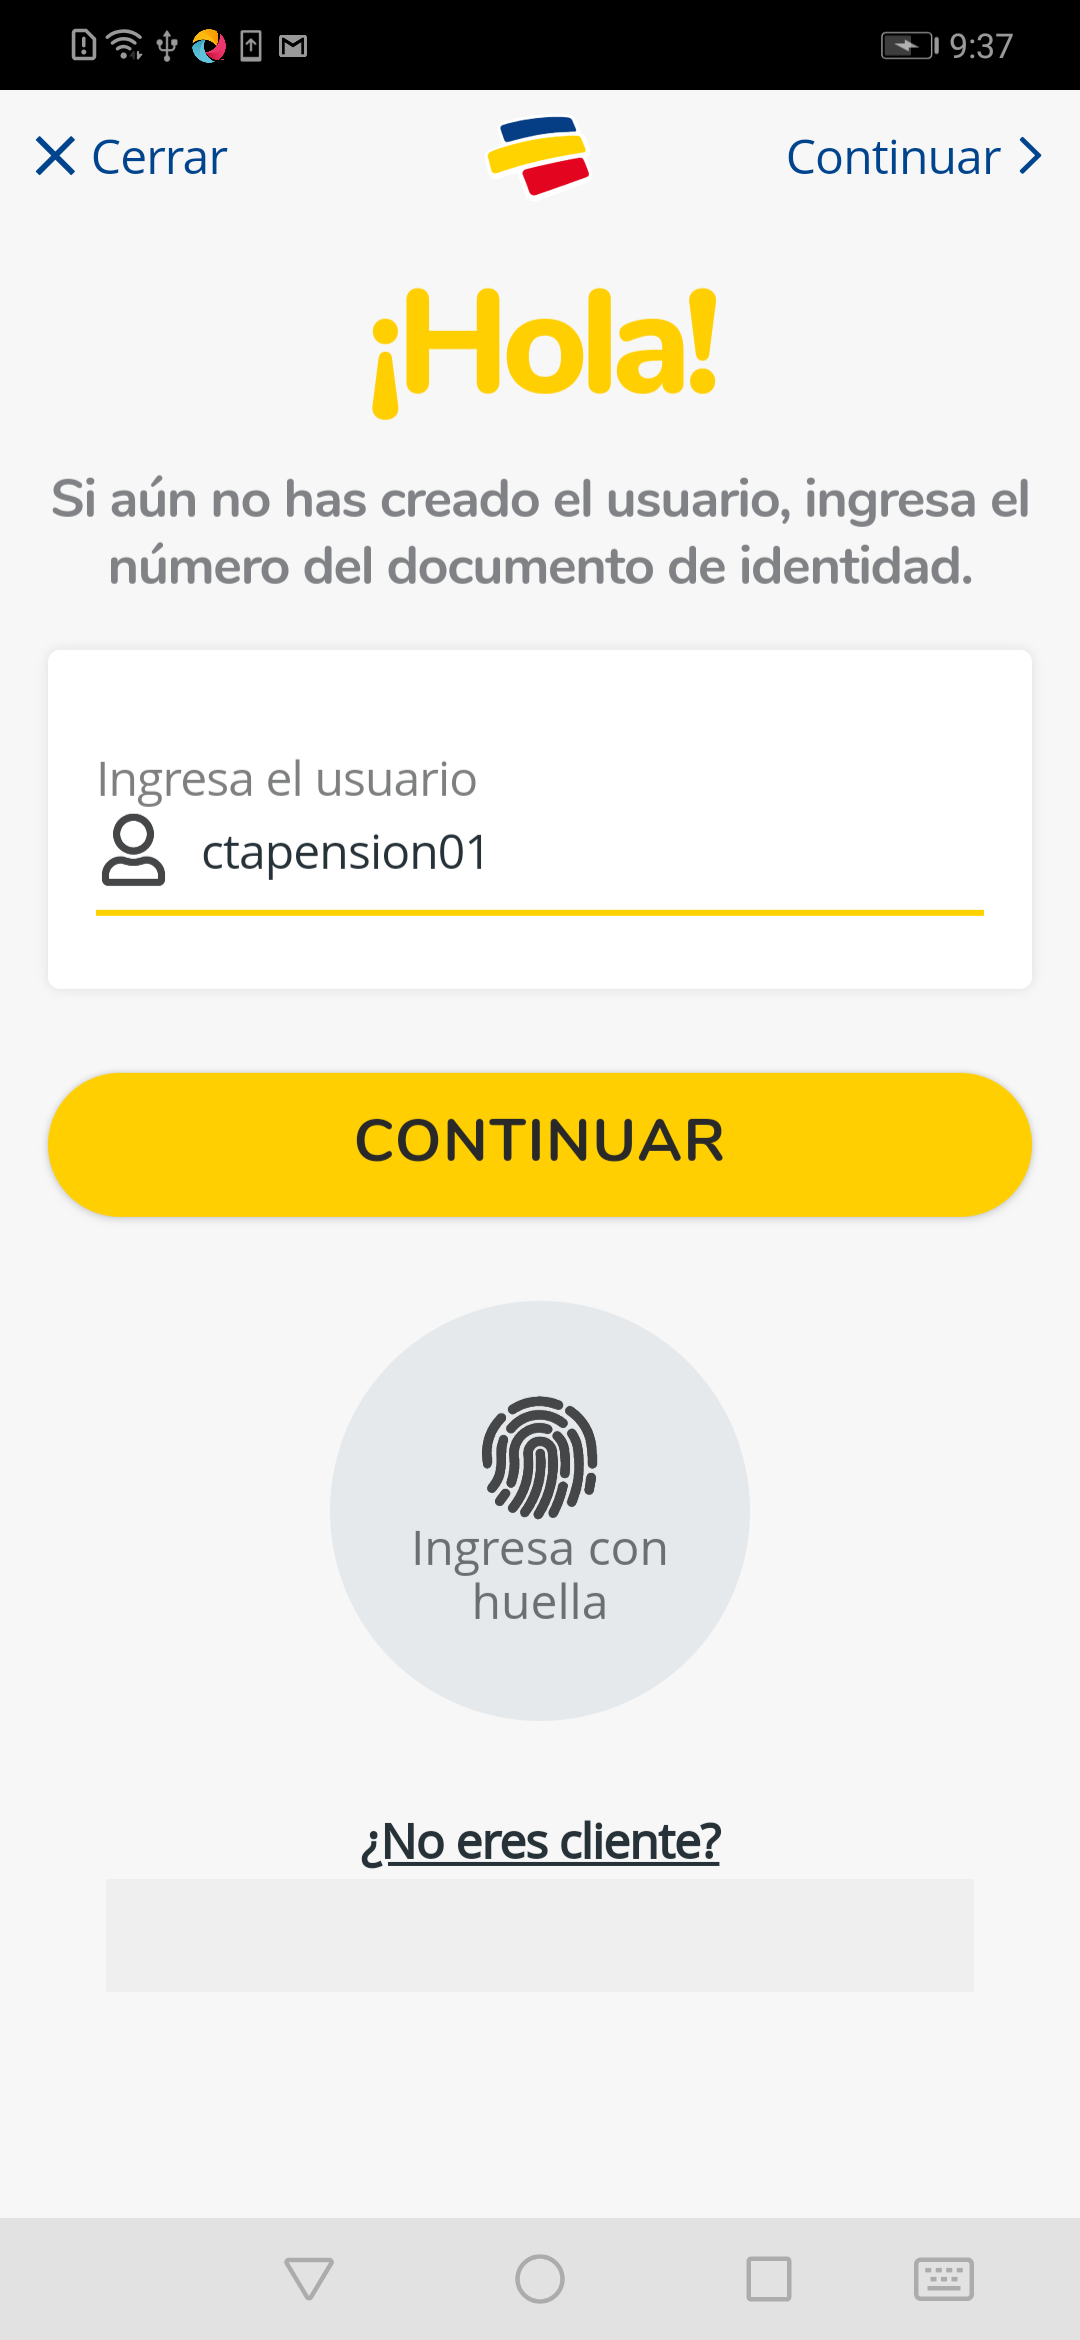 9:37
Cerrar
Continuar
¡Hola!
Si aún no has creado el usuario, ingresa el
número del documento de identidad.
Ingresa el usuario
ctapension01
CONTINUAR
Ingresa con
huella
¿No eres cliente?